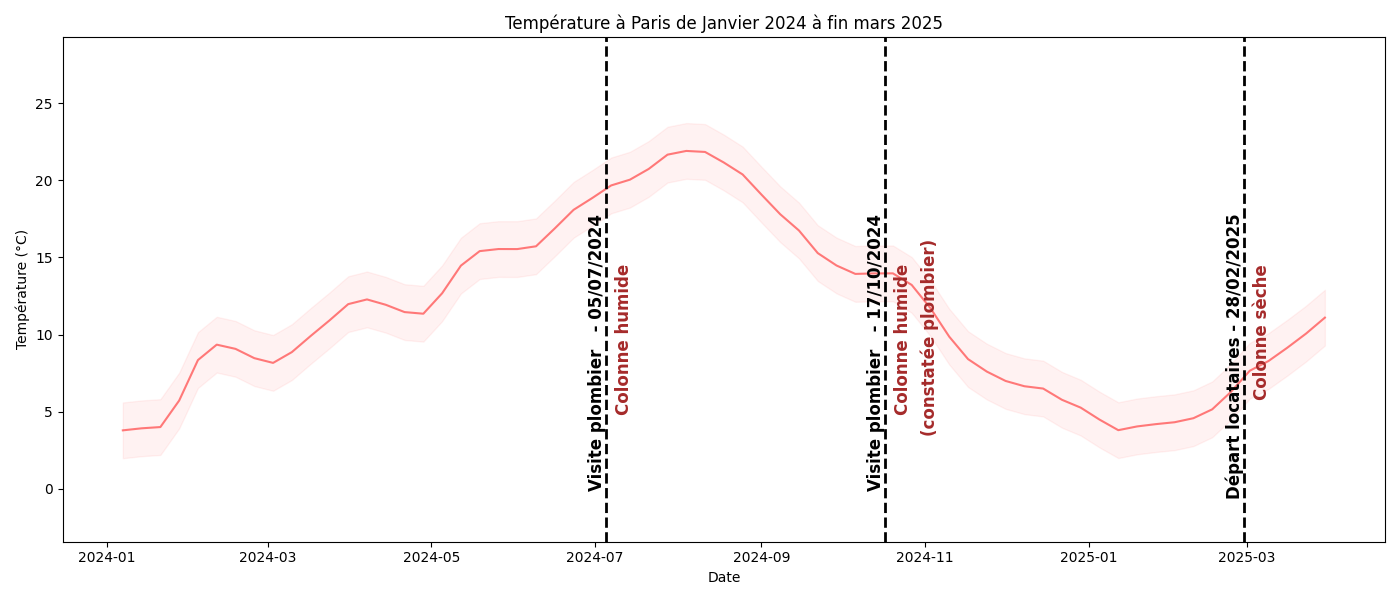 Température à Paris de Janvier 2024 à fin mars 2025
Température (°C)
25
20
15
10
5
0
Visite plombier - 05/07/2024
Colonne humide
Visite plombier - 17/10/2024
Colonne humide
(constatée plombier)
Départ locataires - 28/02/2025
Colonne sèche
2024-01
2024-03
2024-05
2024-07
2024-09
2024-11
2025-01
2025-03
Date